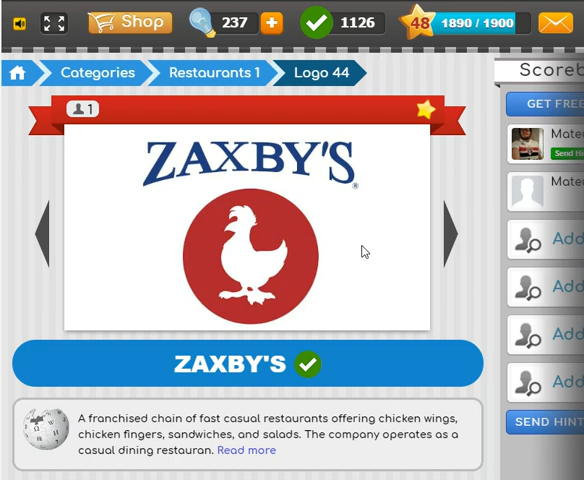 Shop
237
1126
48
1890 / 1900
Categories
Restaurants 1
Logo 44
Scoreb
1
GET FREE
ZAXBY'S®
Mate
Send Hi
Mate
Add
Add
Add
Add
ZAXBY'S
SEND HINT
A franchised chain of fast casual restaurants offering chicken wings,
chicken fingers, sandwiches, and salads. The company operates as a
casual dining restauran. Read more